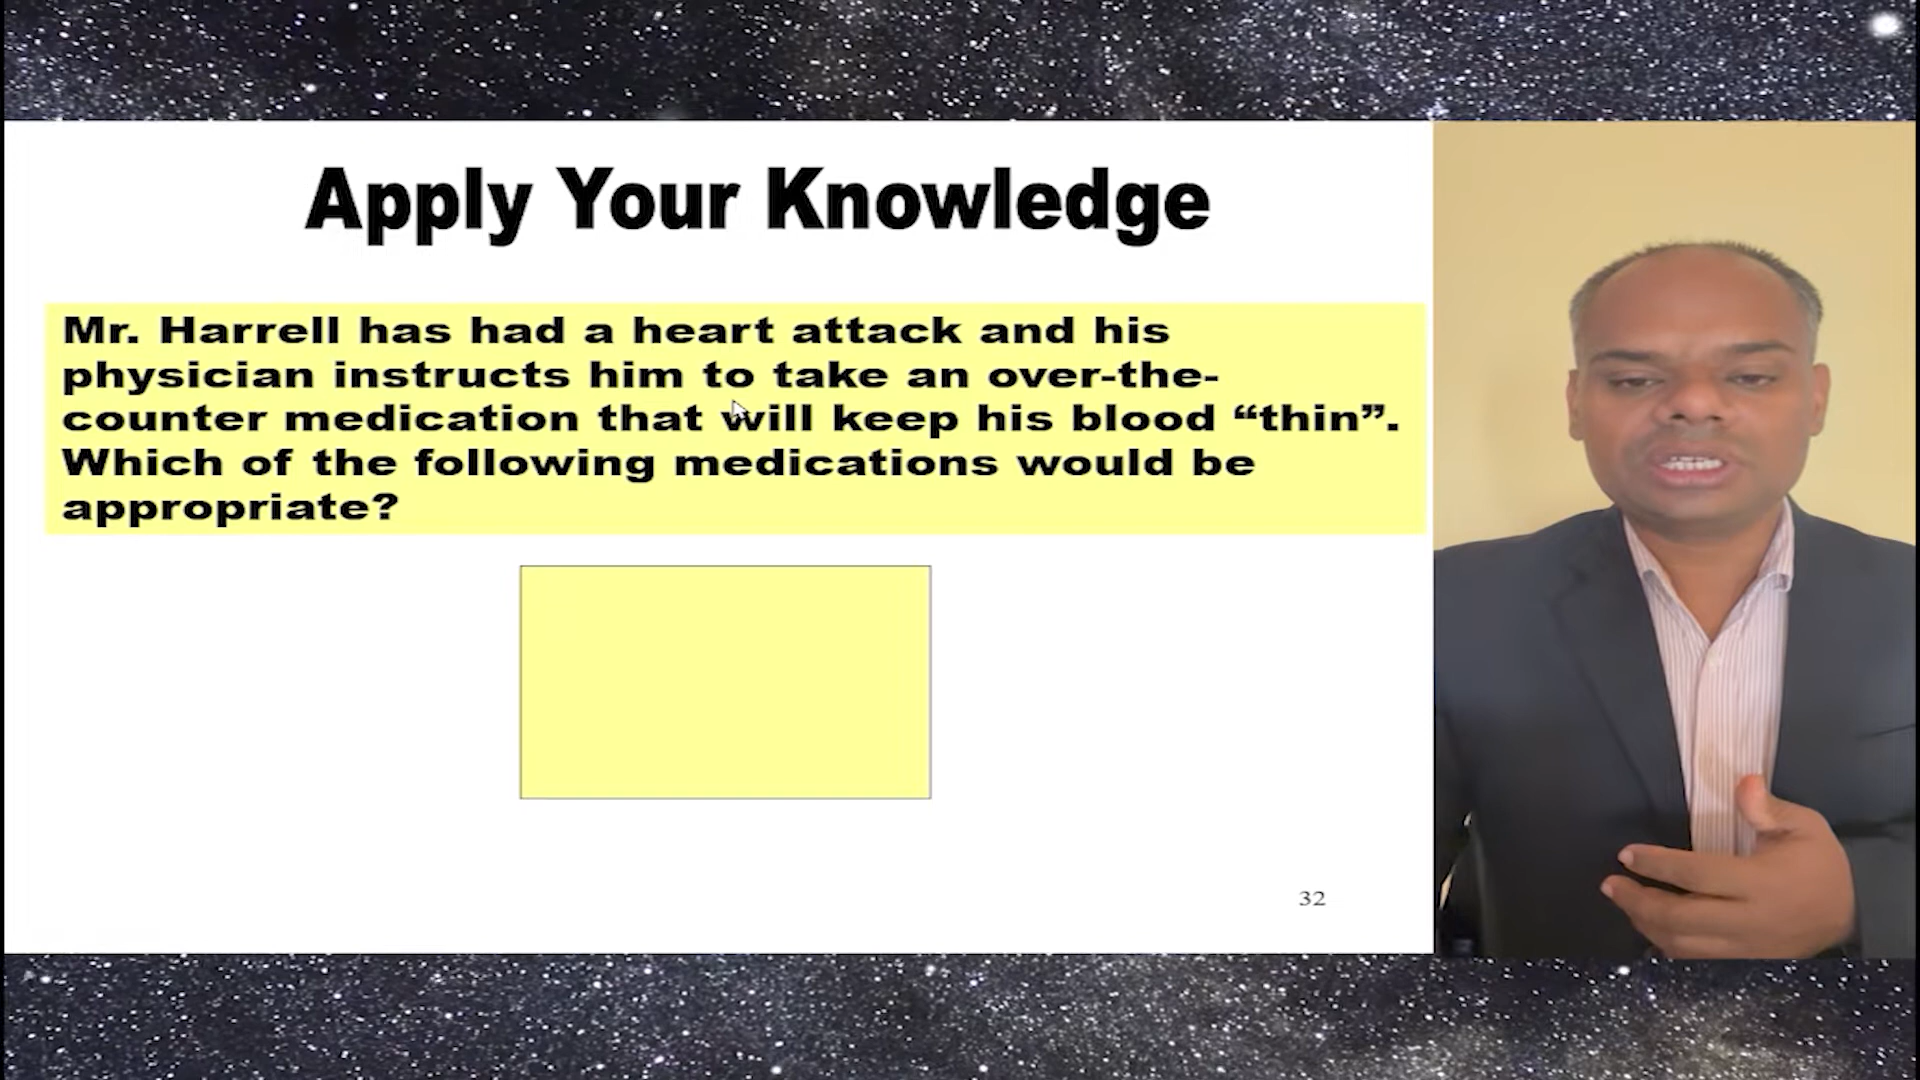 Apply Your Knowledge
Mr. Harrell has had a heart attack and his
physician instructs him to take an over-the-
counter medication that will keep his blood “thin”.
Which of the following medications would be
appropriate?
32